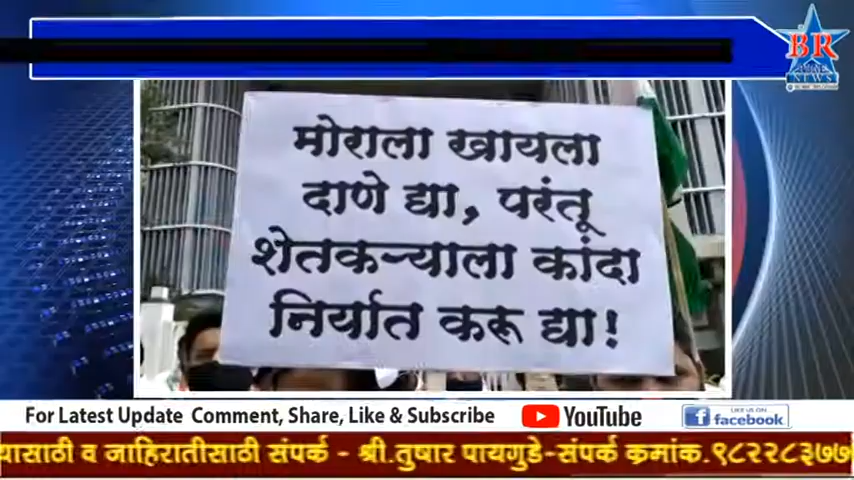 BR
NEWS
मोराला खायला
दाणे द्या, परंतू
शेतकऱ्याला कांदा
निर्यात करू द्या!
For Latest Update Comment, Share, Like & Subscribe
YouTube
LIKE US ON
facebook
यासाठी व जाहिरातीसाठी संपर्क - श्री.तुषार पायगुडे-संपर्क क्रमांक.९८२२८३७७